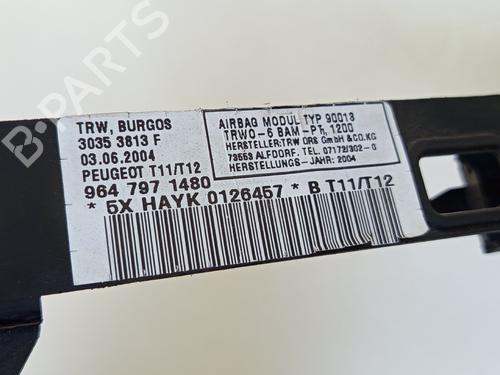 TRW, BURGOS
3035 3813 F
03.06.2004
PEUGEOT T11/T12
964 797 1480
* 5X HAYK 0126457 * B T11/T12
AIRBAG MODUL TYP 90013
TRWO-6 BAM-PТ, 1200
HERSTELLER: TRW ORS GmbH &CO.KG
73553 ALFDORF, TEL. 07172/302-0
HERSTELLUNGS - JAHR: 2004
B-PARTS